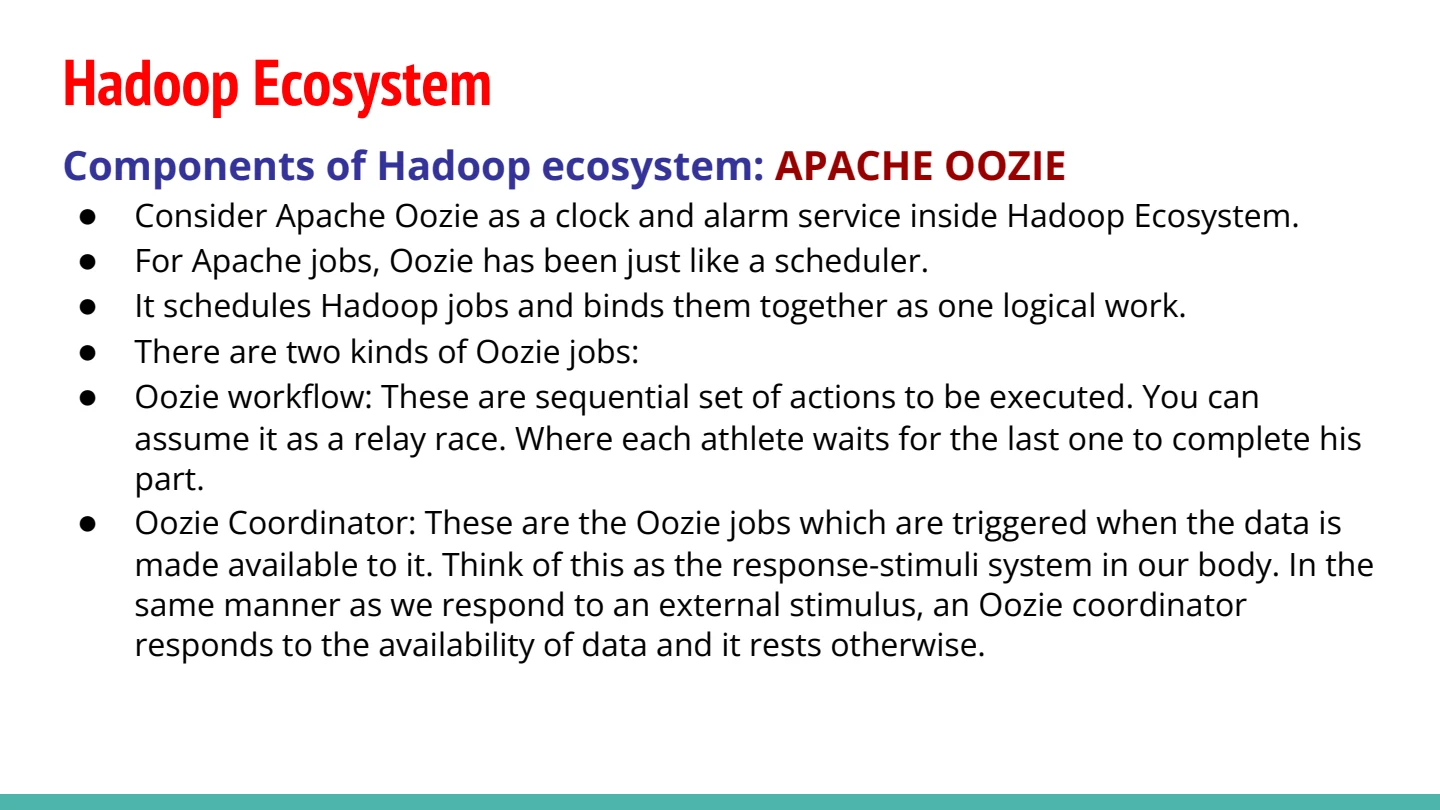 Hadoop Ecosystem
Components of Hadoop ecosystem: APACHE OOZIE
● Consider Apache Oozie as a clock and alarm service inside Hadoop Ecosystem.
● For Apache jobs, Oozie has been just like a scheduler.
● It schedules Hadoop jobs and binds them together as one logical work.
● There are two kinds of Oozie jobs:
● Oozie workflow: These are sequential set of actions to be executed. You can
assume it as a relay race. Where each athlete waits for the last one to complete his
part.
● Oozie Coordinator: These are the Oozie jobs which are triggered when the data is
made available to it. Think of this as the response-stimuli system in our body. In the
same manner as we respond to an external stimulus, an Oozie coordinator
responds to the availability of data and it rests otherwise.